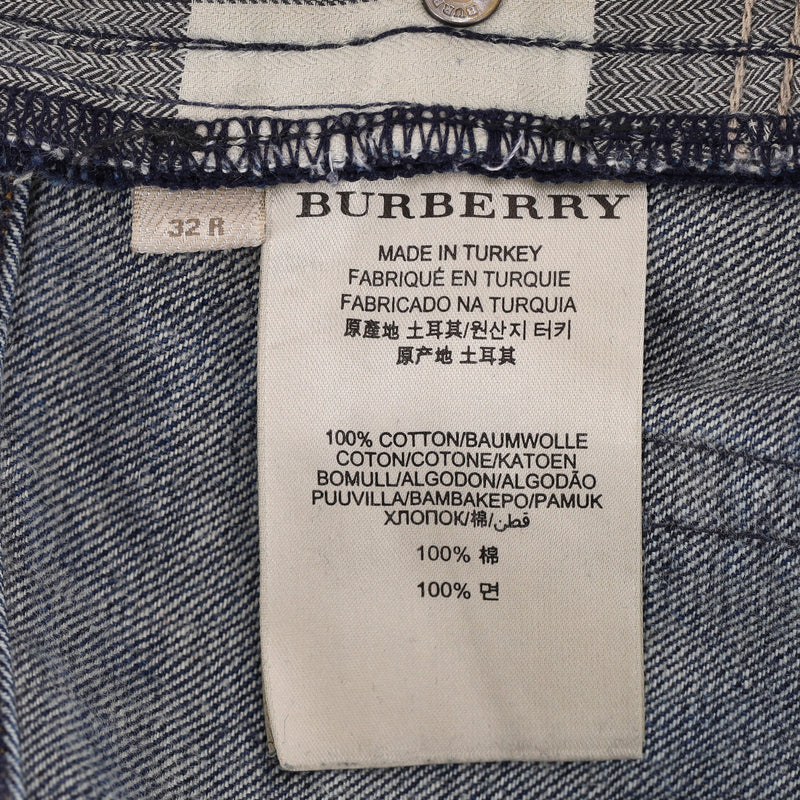 32 R
BURBERRY
MADE IN TURKEY
FABRIQUÉ EN TURQUIE
FABRICADO NA TURQUIA
原產地 土耳其/원산지 터키
原产地 土耳其
100% COTTON/BAUMWOLLE
COTON/COTONE/KATOEN
BOMULL/ALGODON/ALGODÃO
PUUVILLA/BAMBAKEPO/PAMUK
ХЛОПОК/棉/قطن
100% 棉
100% 면